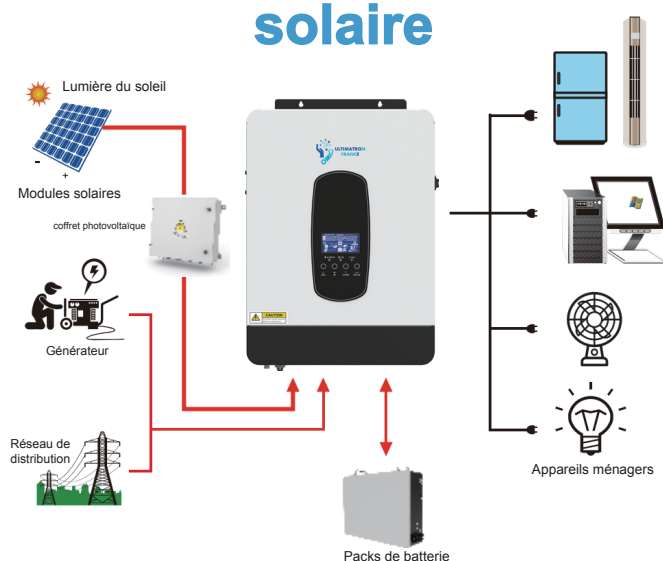 solaire
Lumière du soleil
-
+
Modules solaires
coffret photovoltaïque
ULTIMATRON
FRANCE
CAUTION
Générateur
Réseau de
distribution
Appareils ménagers
Packs de batterie